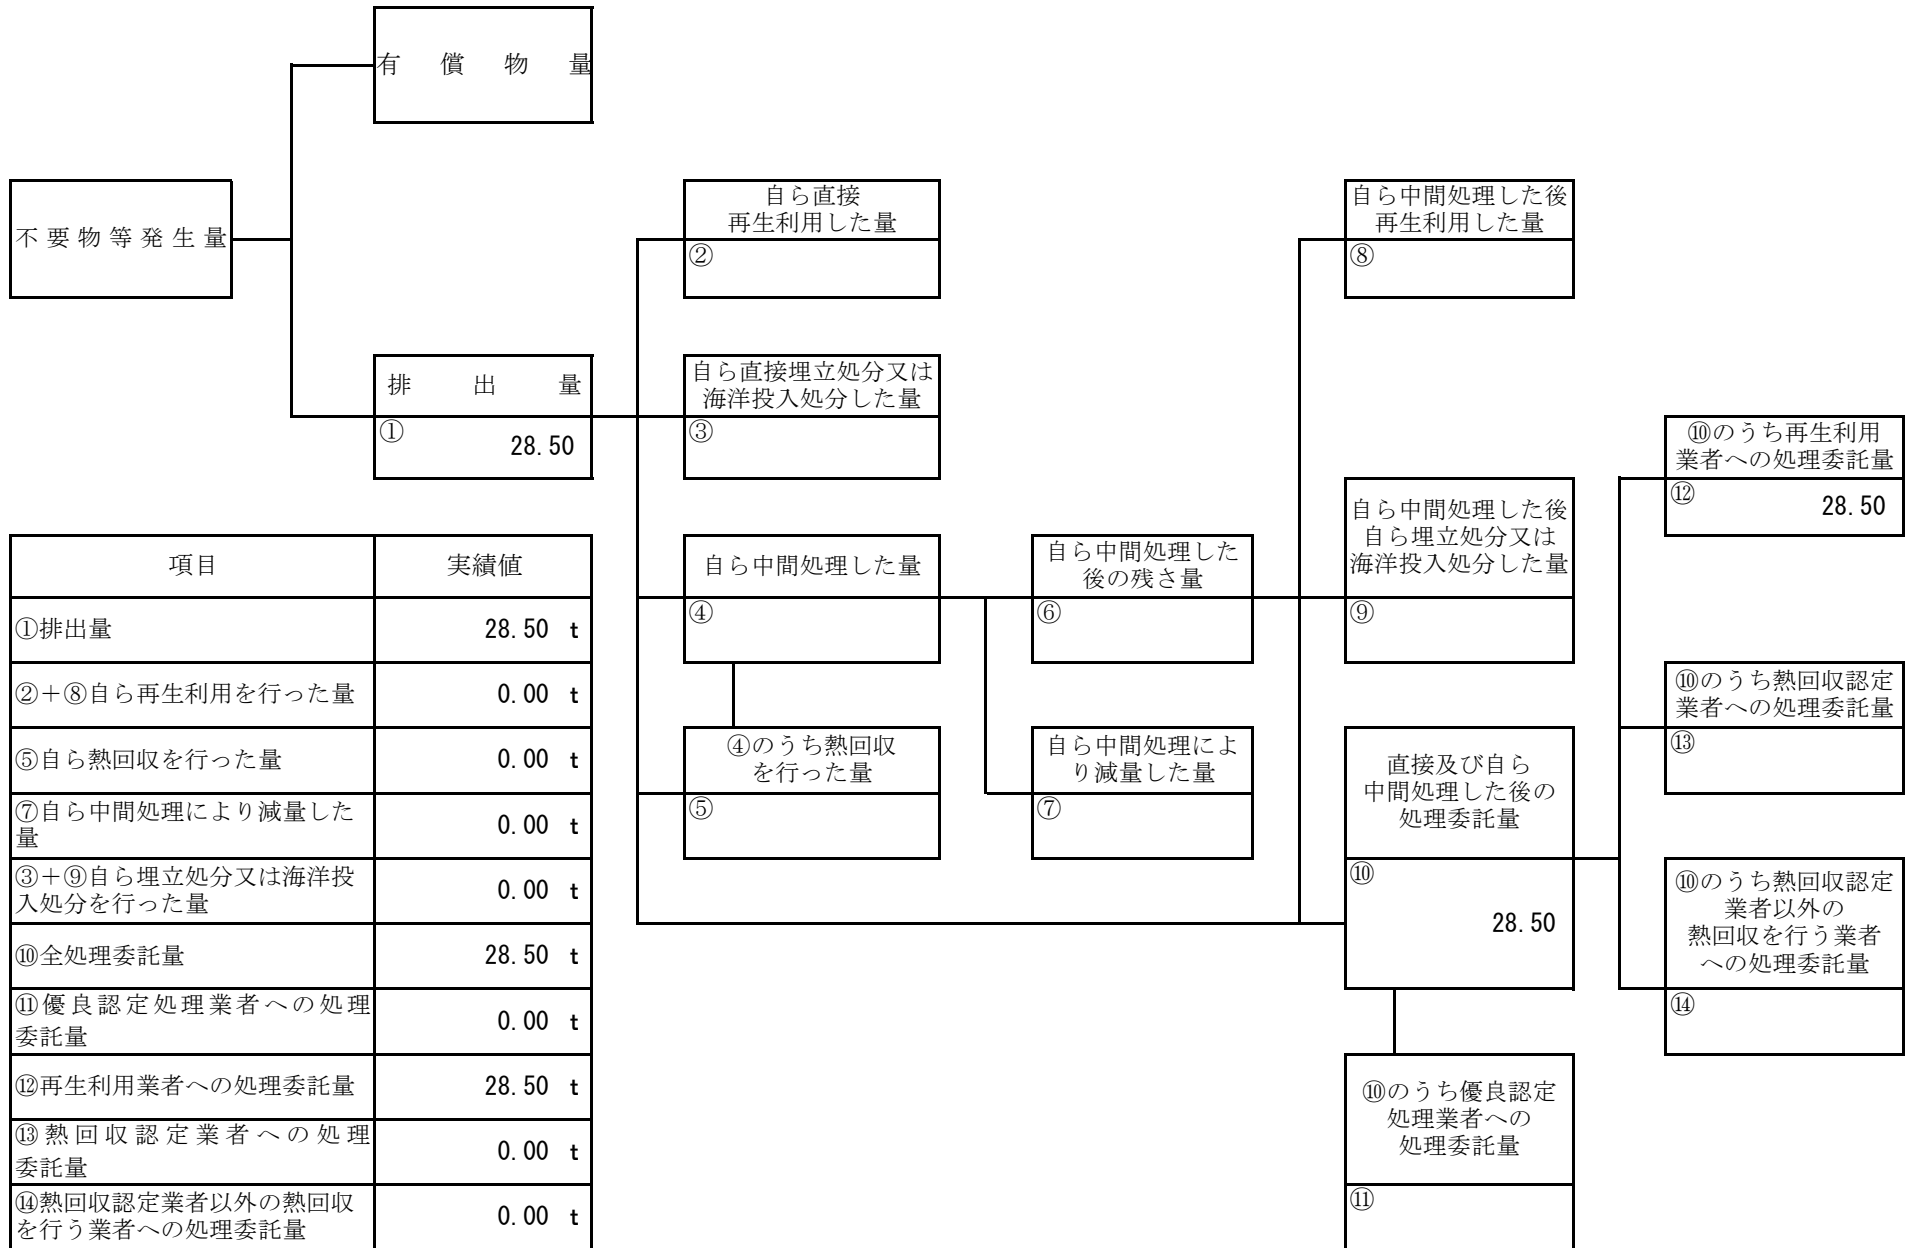 有償物量
不要物等発生量
自ら直接
再生利用した量
②
自ら中間処理した後
再生利用した量
⑧
排出量
①
28.50
自ら直接埋立処分又は
海洋投入処分した量
③
⑩のうち再生利用
業者への処理委託量
⑫
28.50
自ら中間処理した量
④
自ら中間処理した
後の残さ量
⑥
自ら中間処理した後
自ら埋立処分又は
海洋投入処分した量
⑨
⑩のうち熱回収認定
業者への処理委託量
⑬
④のうち熱回収
を行った量
⑤
自ら中間処理によ
り減量した量
⑦
直接及び自ら
中間処理した後の
処理委託量
⑩
28.50
⑩のうち熱回収認定
業者以外の
熱回収を行う業者
への処理委託量
⑭
⑩のうち優良認定
処理業者への
処理委託量
⑪
項目 実績値
①排出量 28.50 t
②＋⑧自ら再生利用を行った量 0.00 t
⑤自ら熱回収を行った量 0.00 t
⑦自ら中間処理により減量した
量 0.00 t
③＋⑨自ら埋立処分又は海洋投
入処分を行った量 0.00 t
⑩全処理委託量 28.50 t
⑪優良認定処理業者への処理
委託量 0.00 t
⑫再生利用業者への処理委託量 28.50 t
⑬熱回収認定業者への処理
委託量 0.00 t
⑭熱回収認定業者以外の熱回収
を行う業者への処理委託量 0.00 t